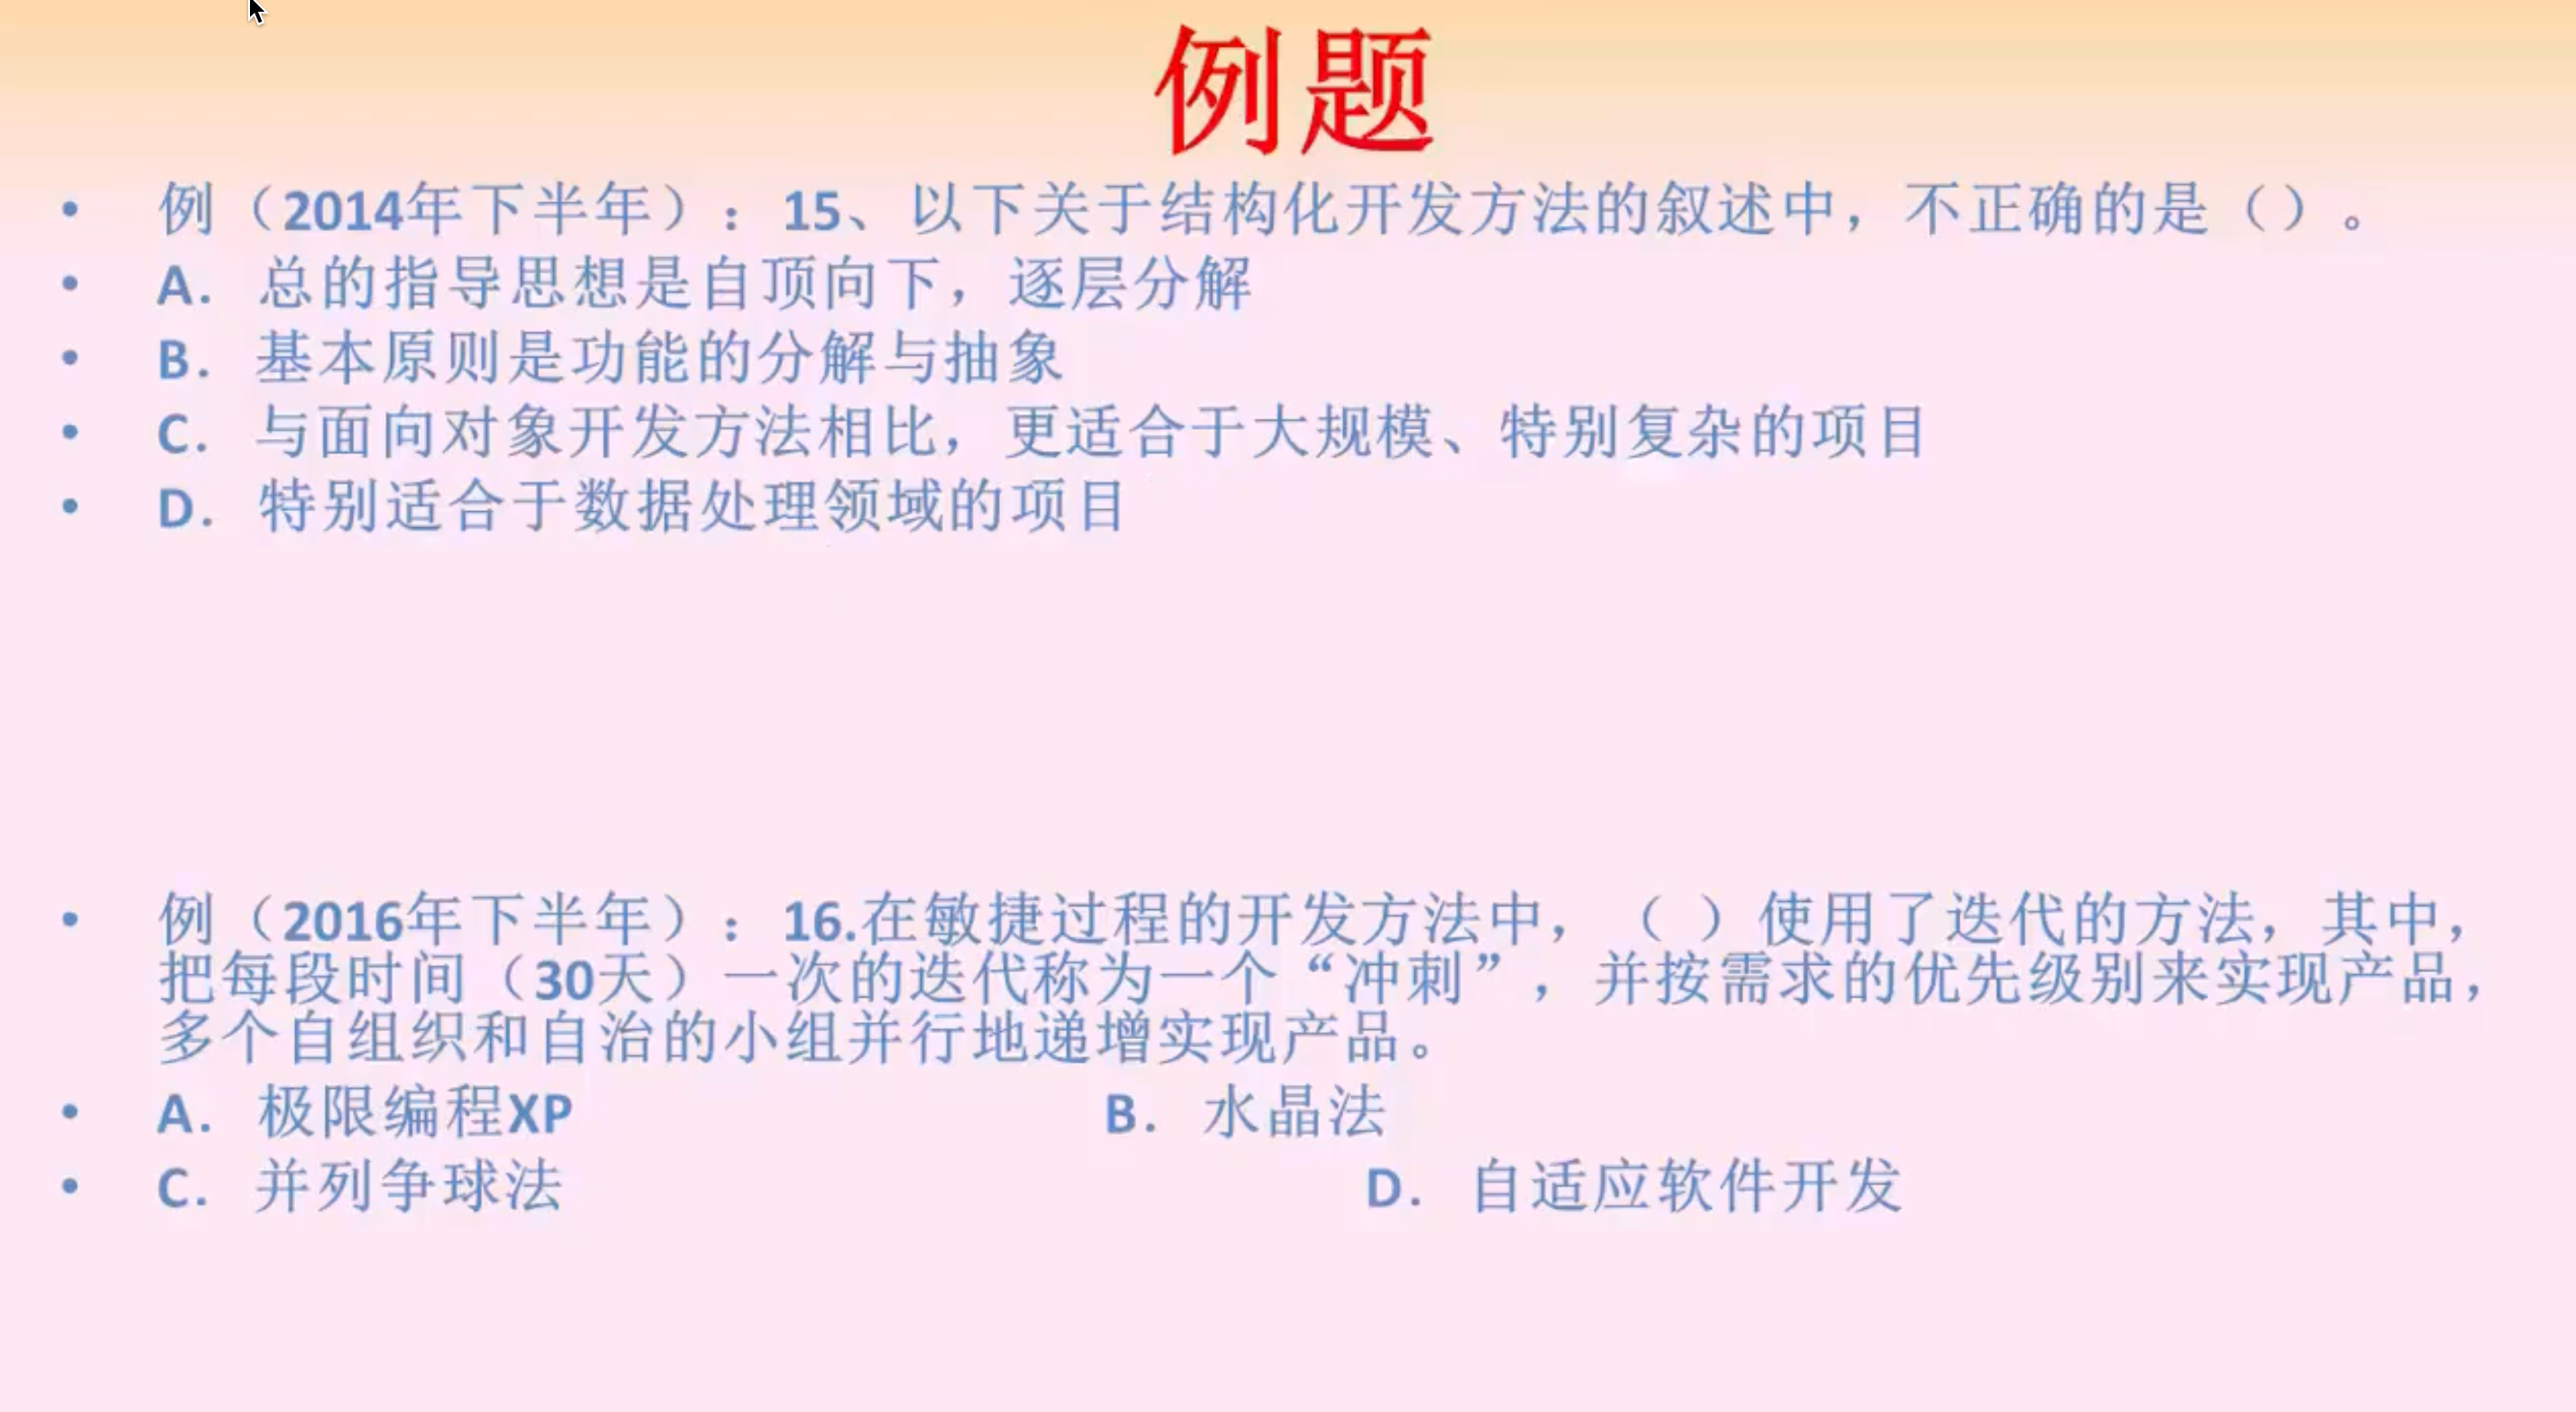 例题
• 例（2014年下半年）：15、以下关于结构化开发方法的叙述中，不正确的是（）。
• A．总的指导思想是自顶向下，逐层分解
• B．基本原则是功能的分解与抽象
• C．与面向对象开发方法相比，更适合于大规模、特别复杂的项目
• D．特别适合于数据处理领域的项目
• 例（2016年下半年）：16.在敏捷过程的开发方法中，（ ）使用了迭代的方法，其中，
把每段时间（30天）一次的迭代称为一个“冲刺”，并按需求的优先级别来实现产品，
多个自组织和自治的小组并行地递增实现产品。
• A．极限编程XP B．水晶法
• C．并列争球法 D．自适应软件开发